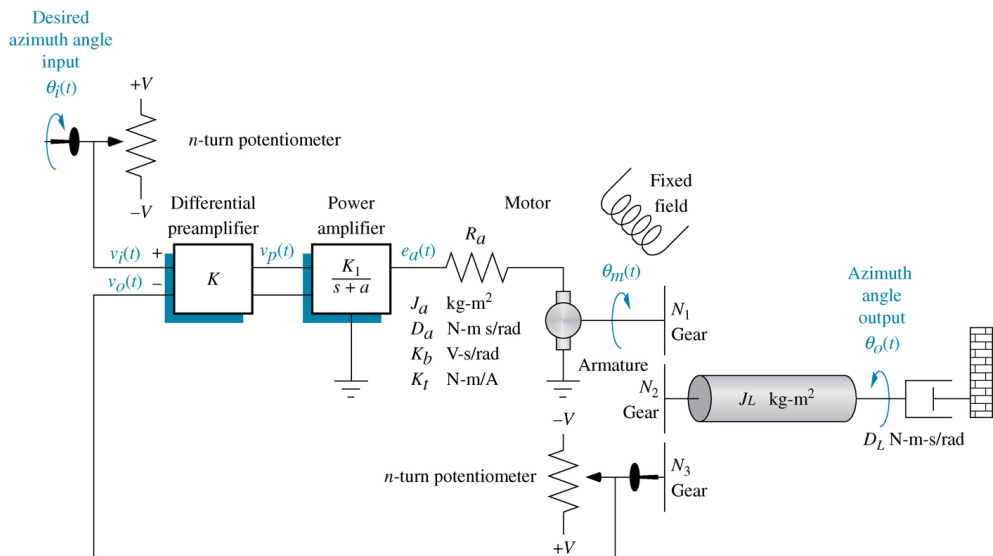 Desired
azimuth angle
input
θi(t)
+V
n-turn potentiometer
−V
Differential
preamplifier
Power
amplifier
Motor
Fixed
field
vi(t) +
vo(t) −
K
vp(t)
K1
s + a
ea(t)
Ra
θm(t)
Ja kg-m2
Da N-m s/rad
Kb V-s/rad
Kt N-m/A
Armature
N1
Gear
N2
Gear
JL kg-m2
Azimuth
angle
output
θo(t)
DL N-m-s/rad
−V
n-turn potentiometer
+V
N3
Gear